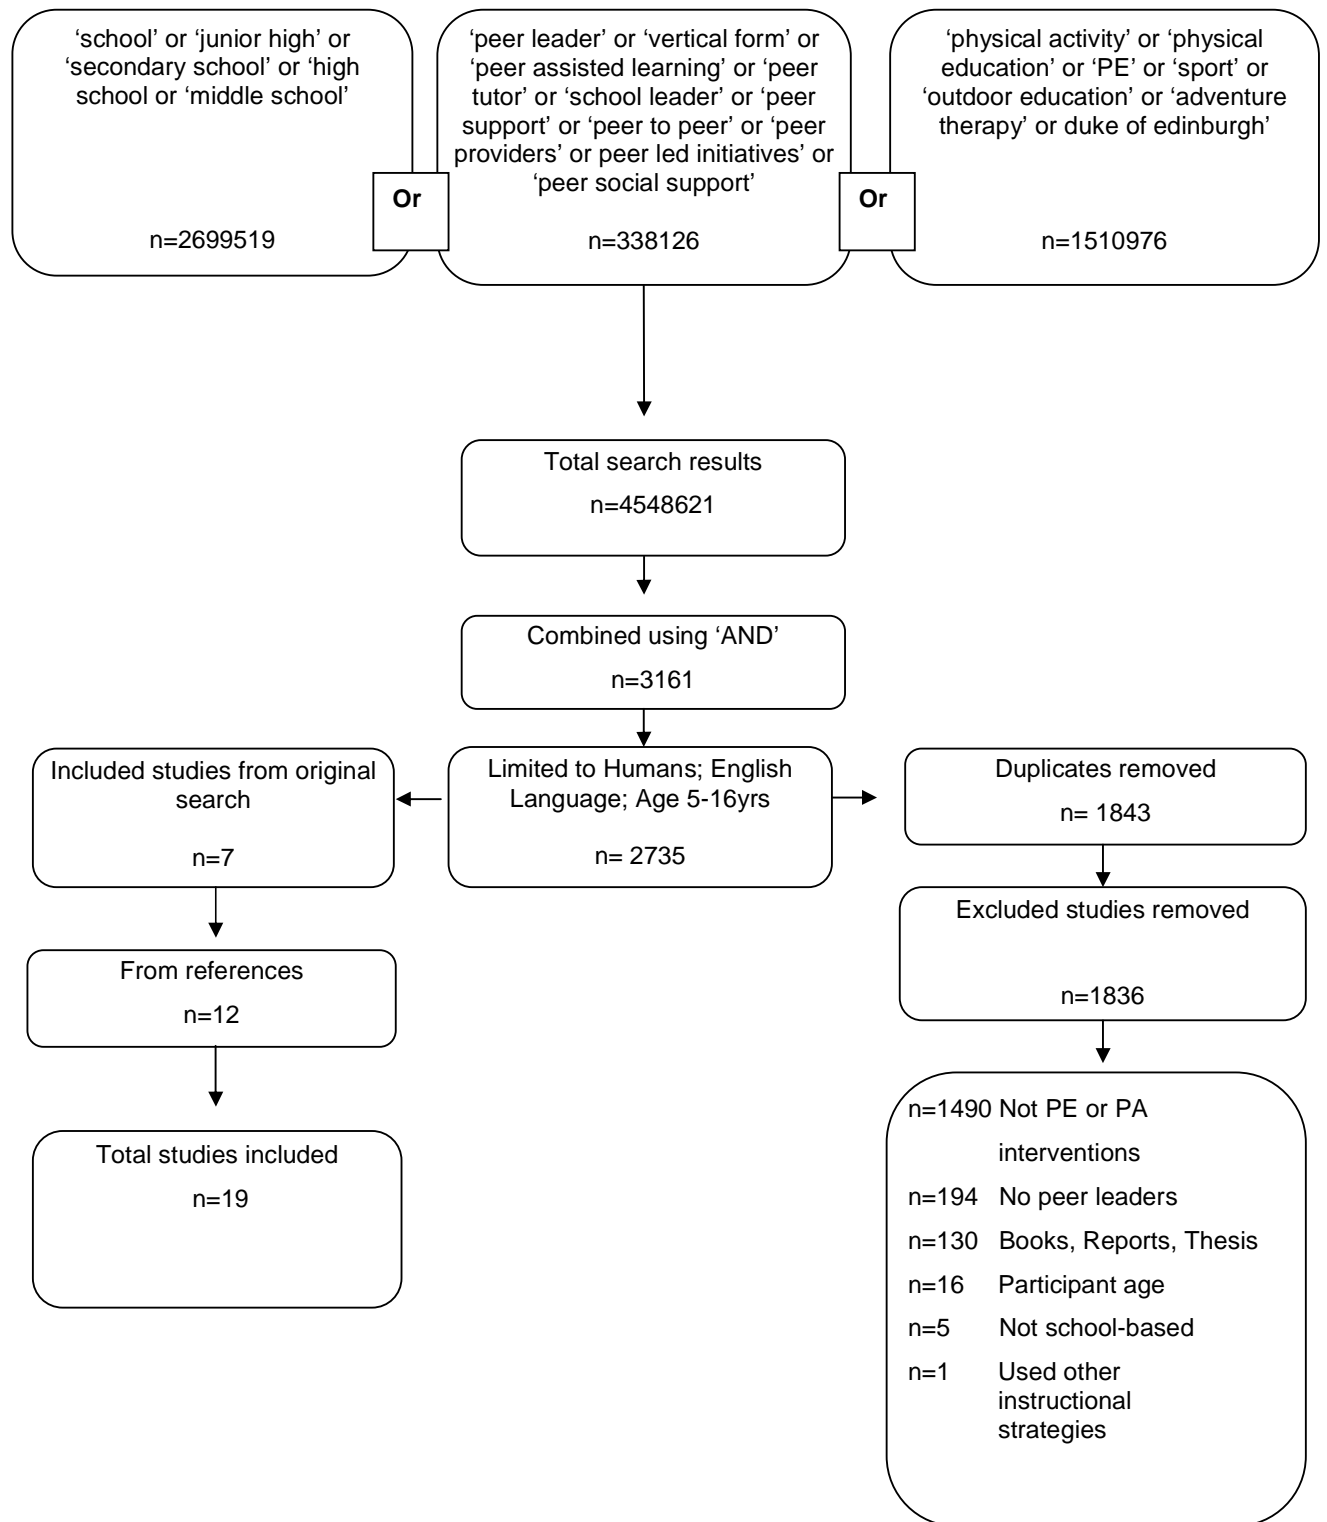 ‘school’ or ‘junior high’ or
‘secondary school’ or ‘high
school or ‘middle school’
n=2699519
Or
‘peer leader’ or ‘vertical form’ or
‘peer assisted learning’ or ‘peer
tutor’ or ‘school leader’ or ‘peer
support’ or ‘peer to peer’ or ‘peer
providers’ or peer led initiatives’ or
‘peer social support’
n=338126
Or
‘physical activity’ or ‘physical
education’ or ‘PE’ or ‘sport’ or
‘outdoor education’ or ‘adventure
therapy’ or duke of edinburgh’
n=1510976
Total search results
n=4548621
Combined using ‘AND’
n=3161
Limited to Humans; English
Language; Age 5-16yrs
n= 2735
Included studies from original
search
n=7
From references
n=12
Total studies included
n=19
Duplicates removed
n= 1843
Excluded studies removed
n=1836
n=1490 Not PE or PA
interventions
n=194 No peer leaders
n=130 Books, Reports, Thesis
n=16 Participant age
n=5 Not school-based
n=1 Used other
instructional
strategies